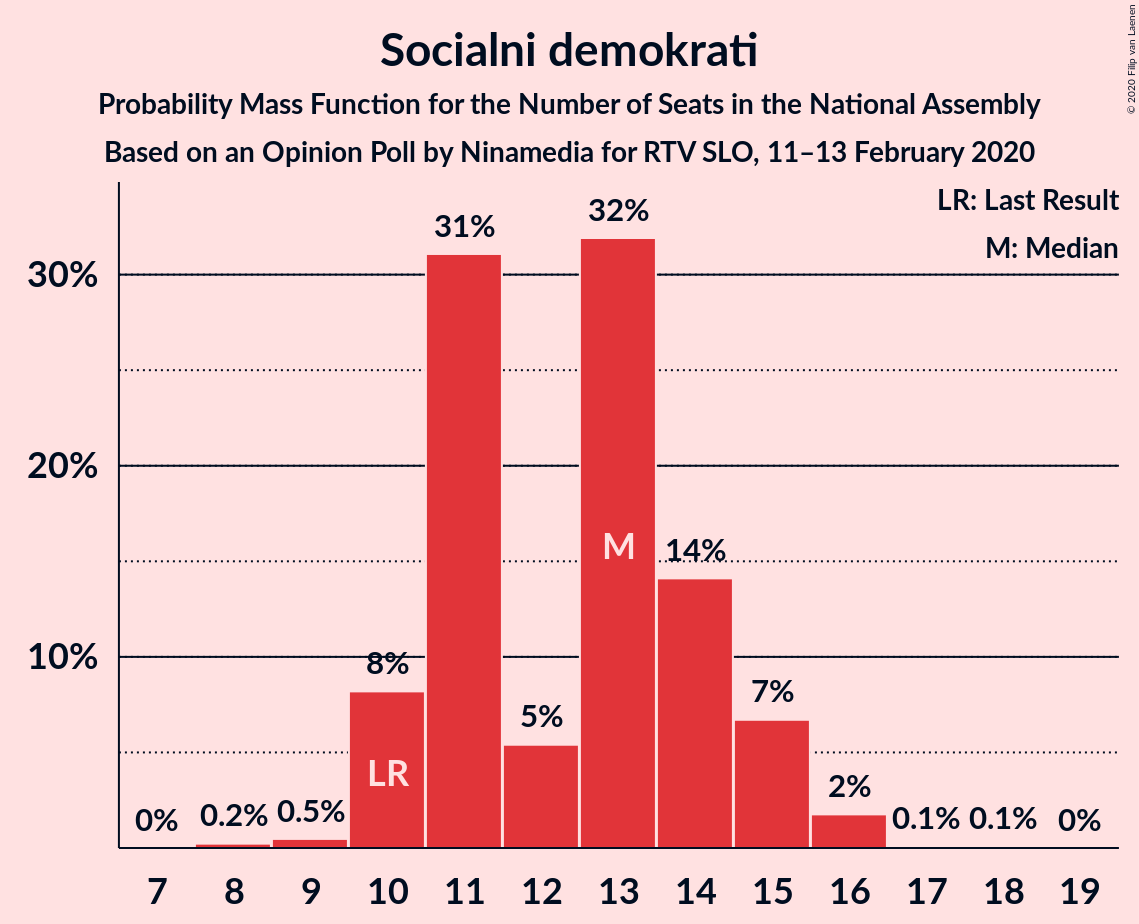 Socialni demokrati
Probability Mass Function for the Number of Seats in the National Assembly
Based on an Opinion Poll by Ninamedia for RTV SLO, 11–13 February 2020
© 2020 Filip van Laenen
LR: Last Result
M: Median
30%
20%
10%
0%
0.2%
0.5%
8%
31%
5%
32%
14%
7%
2%
0.1%
0.1%
0%
LR
M
7 8 9 10 11 12 13 14 15 16 17 18 19